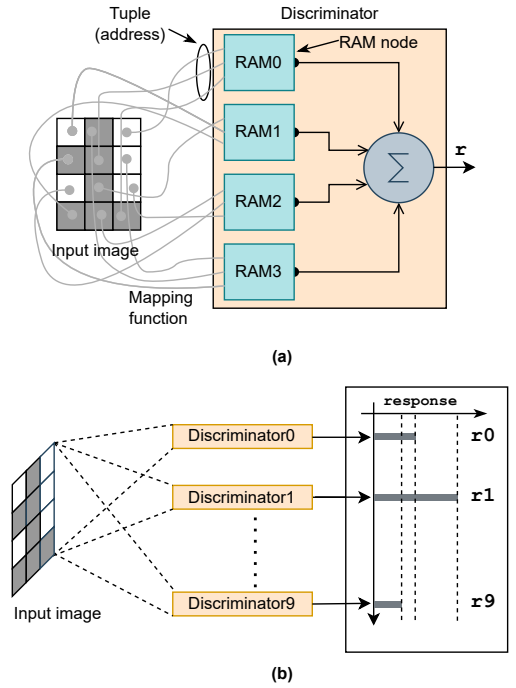 Tuple
(address)
Discriminator
RAM node
RAM0
RAM1
RAM2
RAM3
Σ
r
Input image
Mapping
function
(a)
response
Discriminator0
r0
Discriminator1
r1
Discriminator9
r9
Input image
(b)